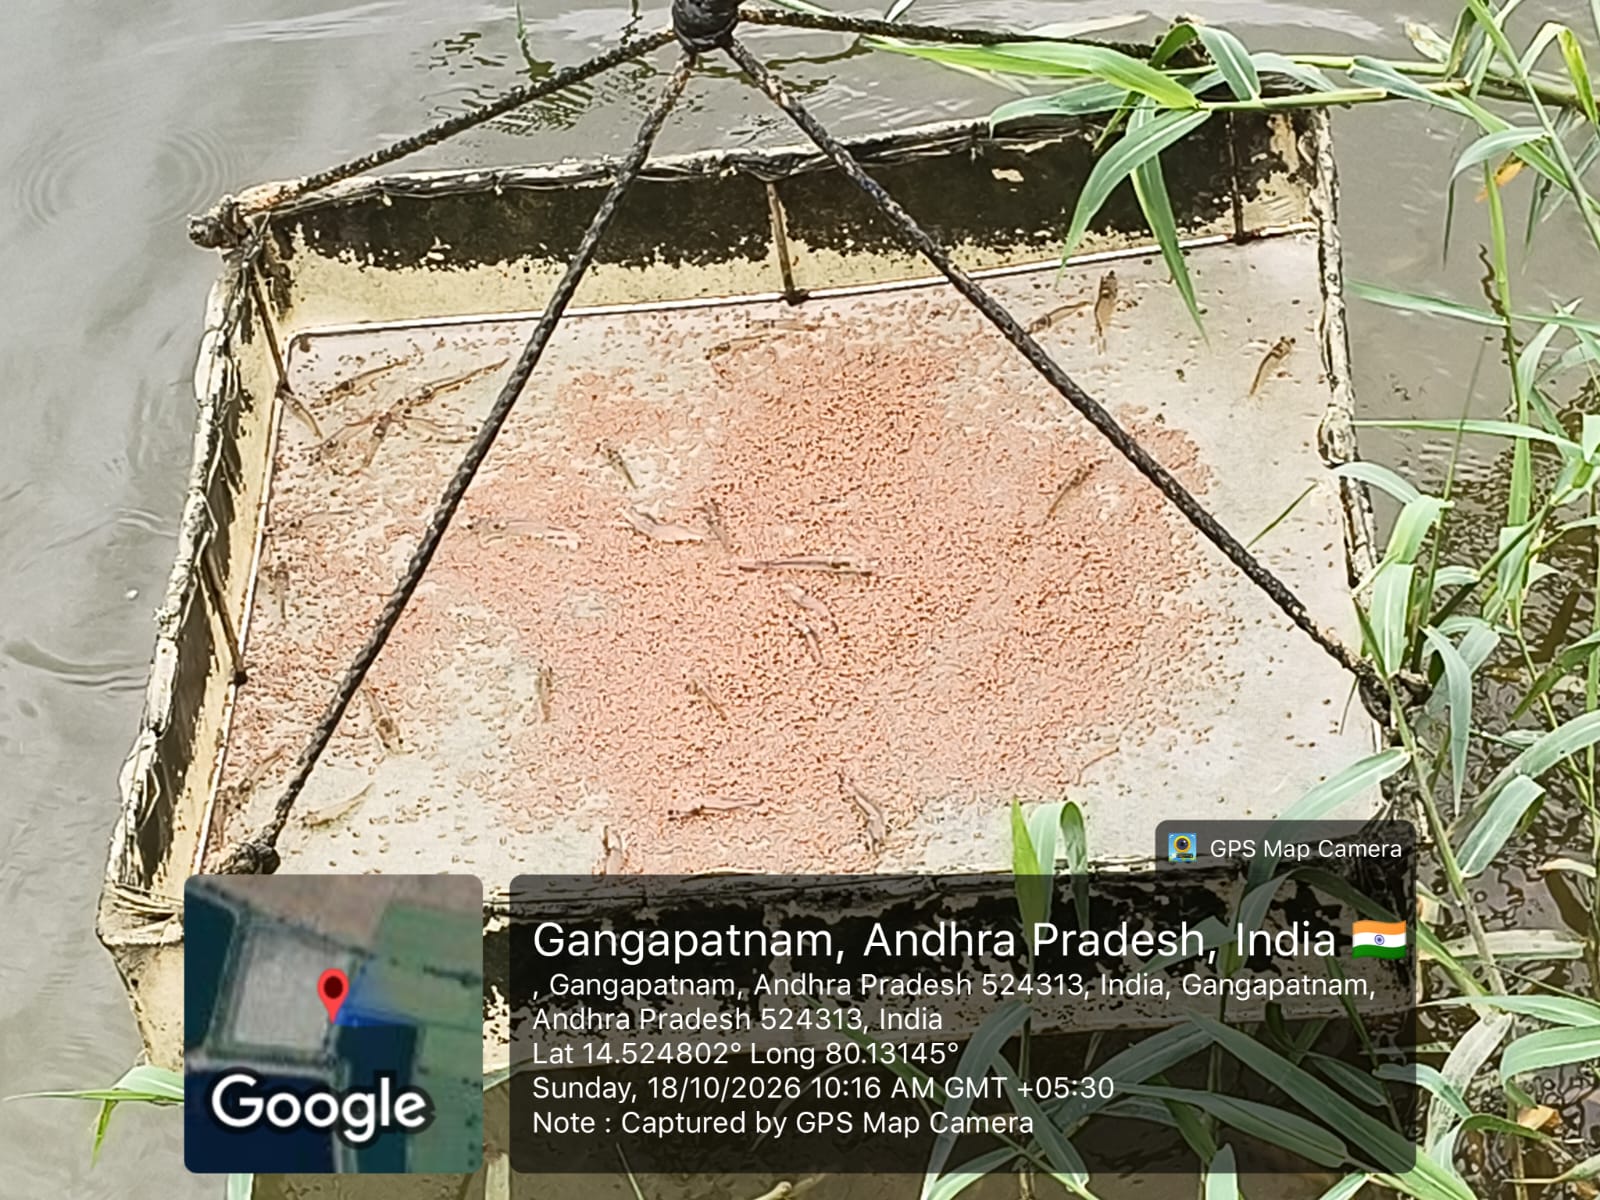 GPS Map Camera
Gangapatnam, Andhra Pradesh, India 🇮🇳
, Gangapatnam, Andhra Pradesh 524313, India, Gangapatnam,
Andhra Pradesh 524313, India
Lat 14.524802° Long 80.13145°
Sunday, 18/10/2026 10:16 AM GMT +05:30
Note : Captured by GPS Map Camera
Google